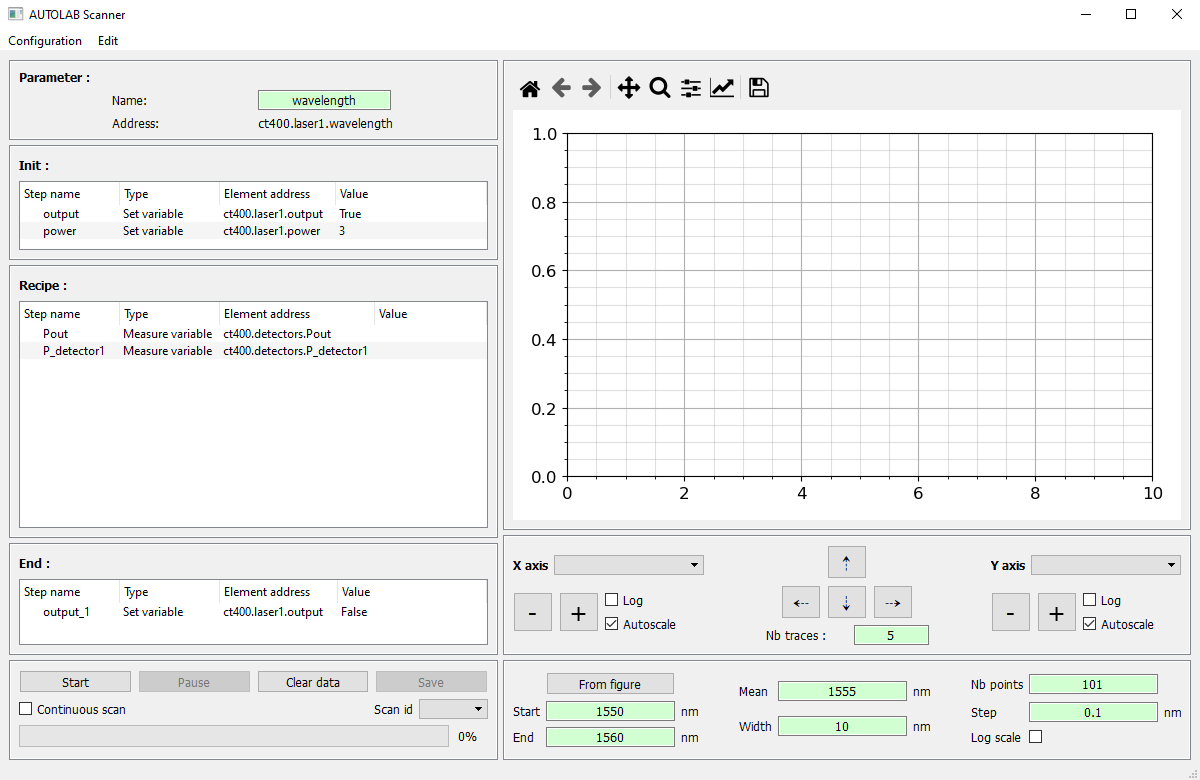 AUTOLAB Scanner
Configuration Edit
Parameter :
Name: wavelength
Address: ct400.laser1.wavelength
Init :
Step name Type Element address Value
output Set variable ct400.laser1.output True
power Set variable ct400.laser1.power 3
Recipe :
Step name Type Element address Value
Pout Measure variable ct400.detectors.Pout
P_detector1 Measure variable ct400.detectors.P_detector1
End :
Step name Type Element address Value
output_1 Set variable ct400.laser1.output False
Start Pause Clear data Save
Continuous scan Scan id
0%
1.0
0.8
0.6
0.4
0.2
0.0
0 2 4 6 8 10
X axis Y axis
- + Log
Autoscale
Nb traces : 5
- + Log
Autoscale
From figure
Start 1550 nm
End 1560 nm
Mean 1555 nm
Width 10 nm
Nb points 101
Step 0.1 nm
Log scale